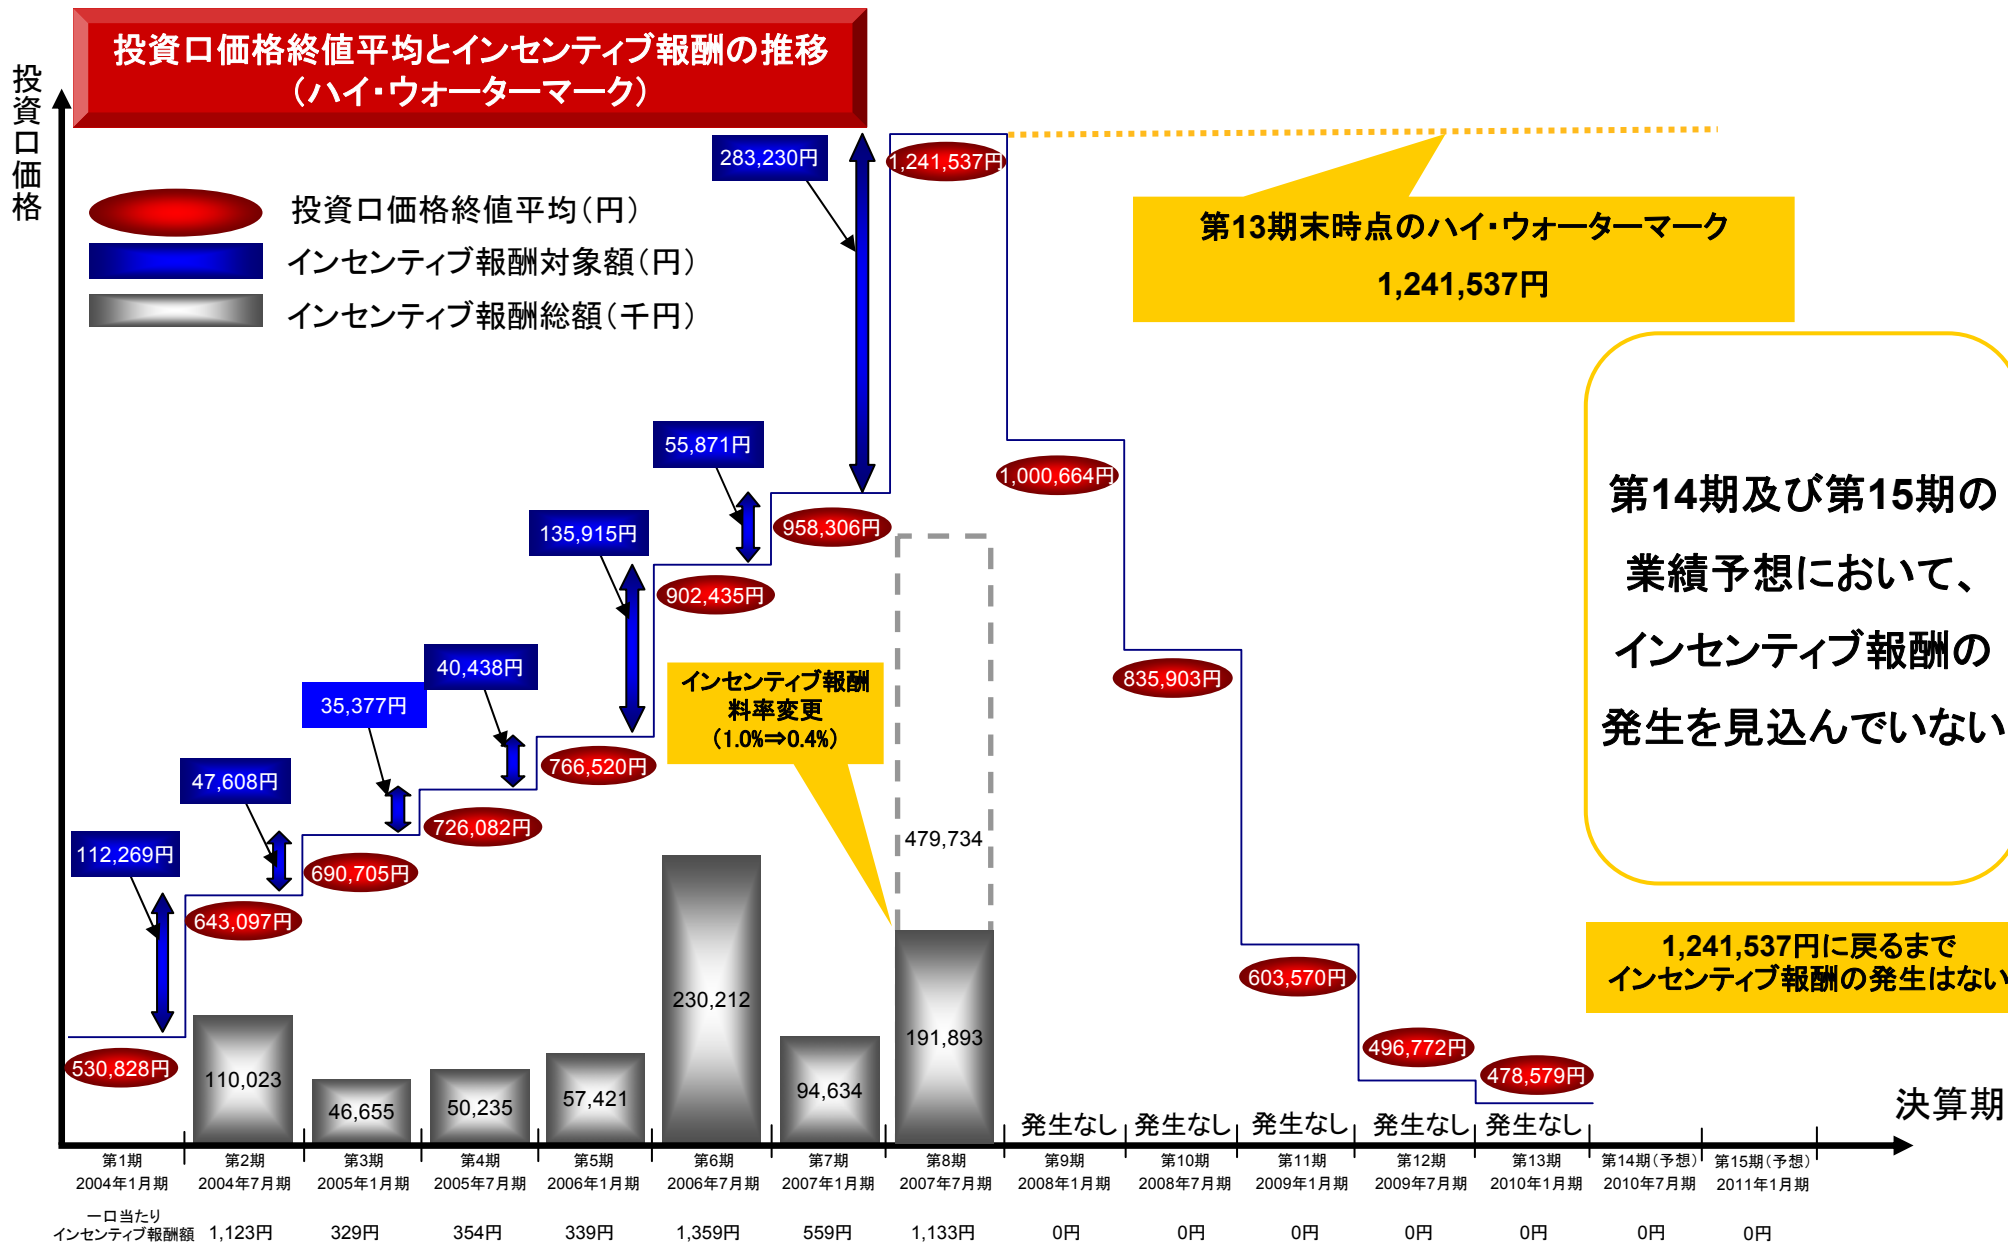 投資口価格終値平均とインセンティブ報酬の推移
（ハイ・ウォーターマーク）
投資口価格
投資口価格終値平均（円）
インセンティブ報酬対象額（円）
インセンティブ報酬総額（千円）
283,230円
1,241,537円
第13期末時点のハイ・ウォーターマーク
1,241,537円
55,871円
1,000,664円
135,915円
958,306円
902,435円
第14期及び第15期の
業績予想において、
インセンティブ報酬の
発生を見込んでいない
40,438円
インセンティブ報酬
料率変更
（1.0%⇒0.4%）
835,903円
35,377円
766,520円
47,608円
726,082円
479,734
112,269円
690,705円
643,097円
1,241,537円に戻るまで
インセンティブ報酬の発生はない
603,570円
230,212
191,893
496,772円
530,828円
110,023
46,655
50,235
57,421
94,634
478,579円
発生なし 発生なし 発生なし 発生なし 発生なし
決算期
第1期 第2期 第3期 第4期 第5期 第6期 第7期 第8期 第9期 第10期 第11期 第12期 第13期 第14期（予想） 第15期（予想）
2004年1月期 2004年7月期 2005年1月期 2005年7月期 2006年1月期 2006年7月期 2007年1月期 2007年7月期 2008年1月期 2008年7月期 2009年1月期 2009年7月期 2010年1月期 2010年7月期 2011年1月期
一口当たり
インセンティブ報酬額 1,123円 329円 354円 339円 1,359円 559円 1,133円 0円 0円 0円 0円 0円 0円 0円